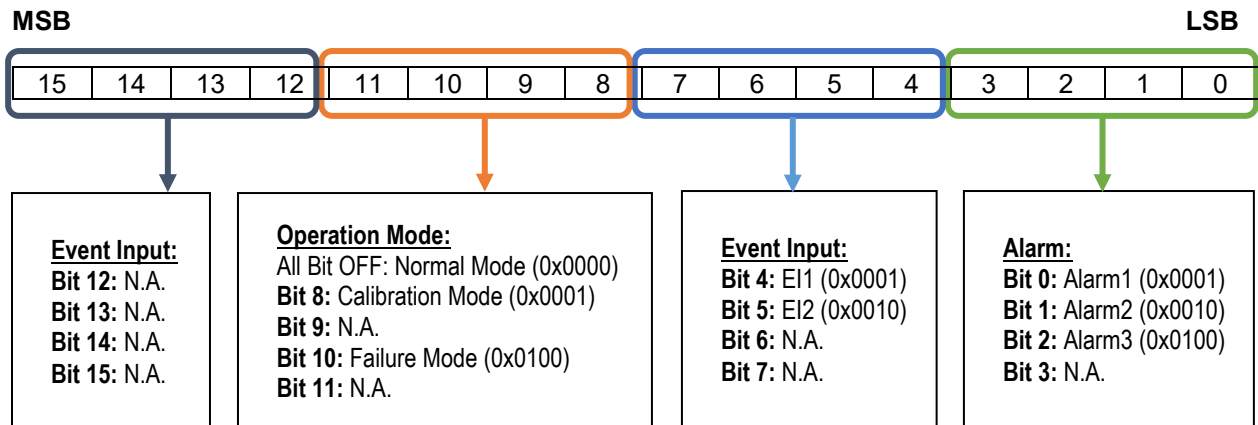 MSB LSB
15 14 13 12 11 10 9 8 7 6 5 4 3 2 1 0
Event Input:
Bit 12: N.A.
Bit 13: N.A.
Bit 14: N.A.
Bit 15: N.A.
Operation Mode:
All Bit OFF: Normal Mode (0x0000)
Bit 8: Calibration Mode (0x0001)
Bit 9: N.A.
Bit 10: Failure Mode (0x0100)
Bit 11: N.A.
Event Input:
Bit 4: EI1 (0x0001)
Bit 5: EI2 (0x0010)
Bit 6: N.A.
Bit 7: N.A.
Alarm:
Bit 0: Alarm1 (0x0001)
Bit 1: Alarm2 (0x0010)
Bit 2: Alarm3 (0x0100)
Bit 3: N.A.